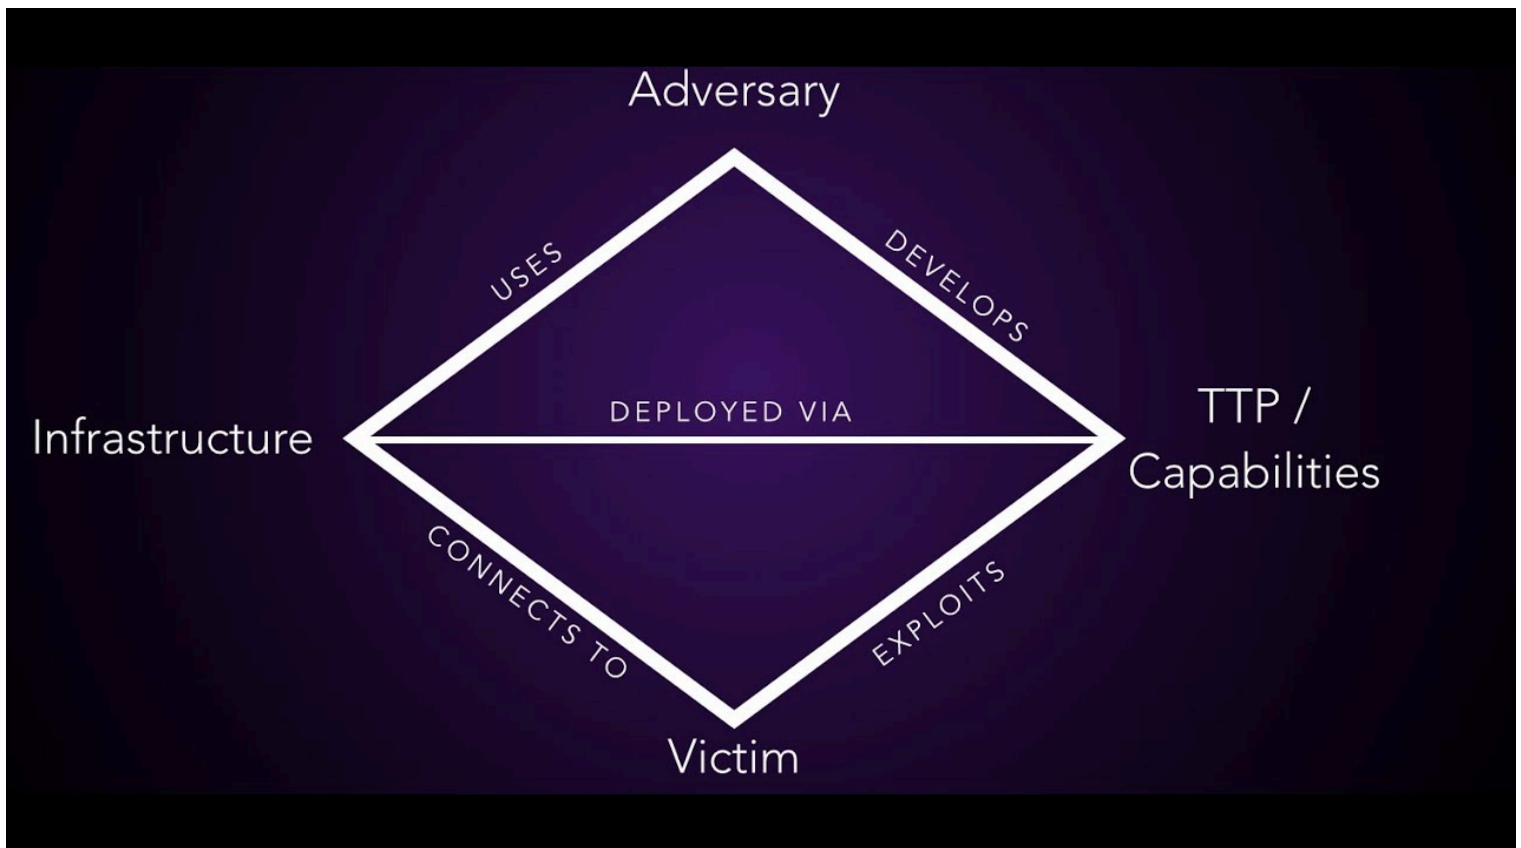 Adversary
USES
DEVELOPS
DEPLOYED VIA
Infrastructure
TTP /
Capabilities
CONNECTS TO
EXPLOITS
Victim